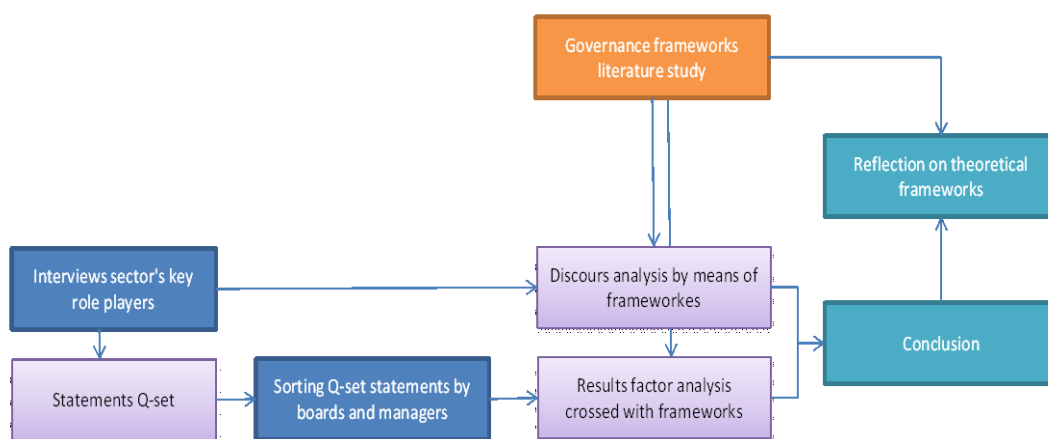 Governance frameworks
literature study
Reflection on theoretical
frameworks
Interviews sector's key
role players
Discours analysis by means of
frameworkes
Conclusion
Statements Q-set
Sorting Q-set statements by
boards and managers
Results factor analysis
crossed with frameworks